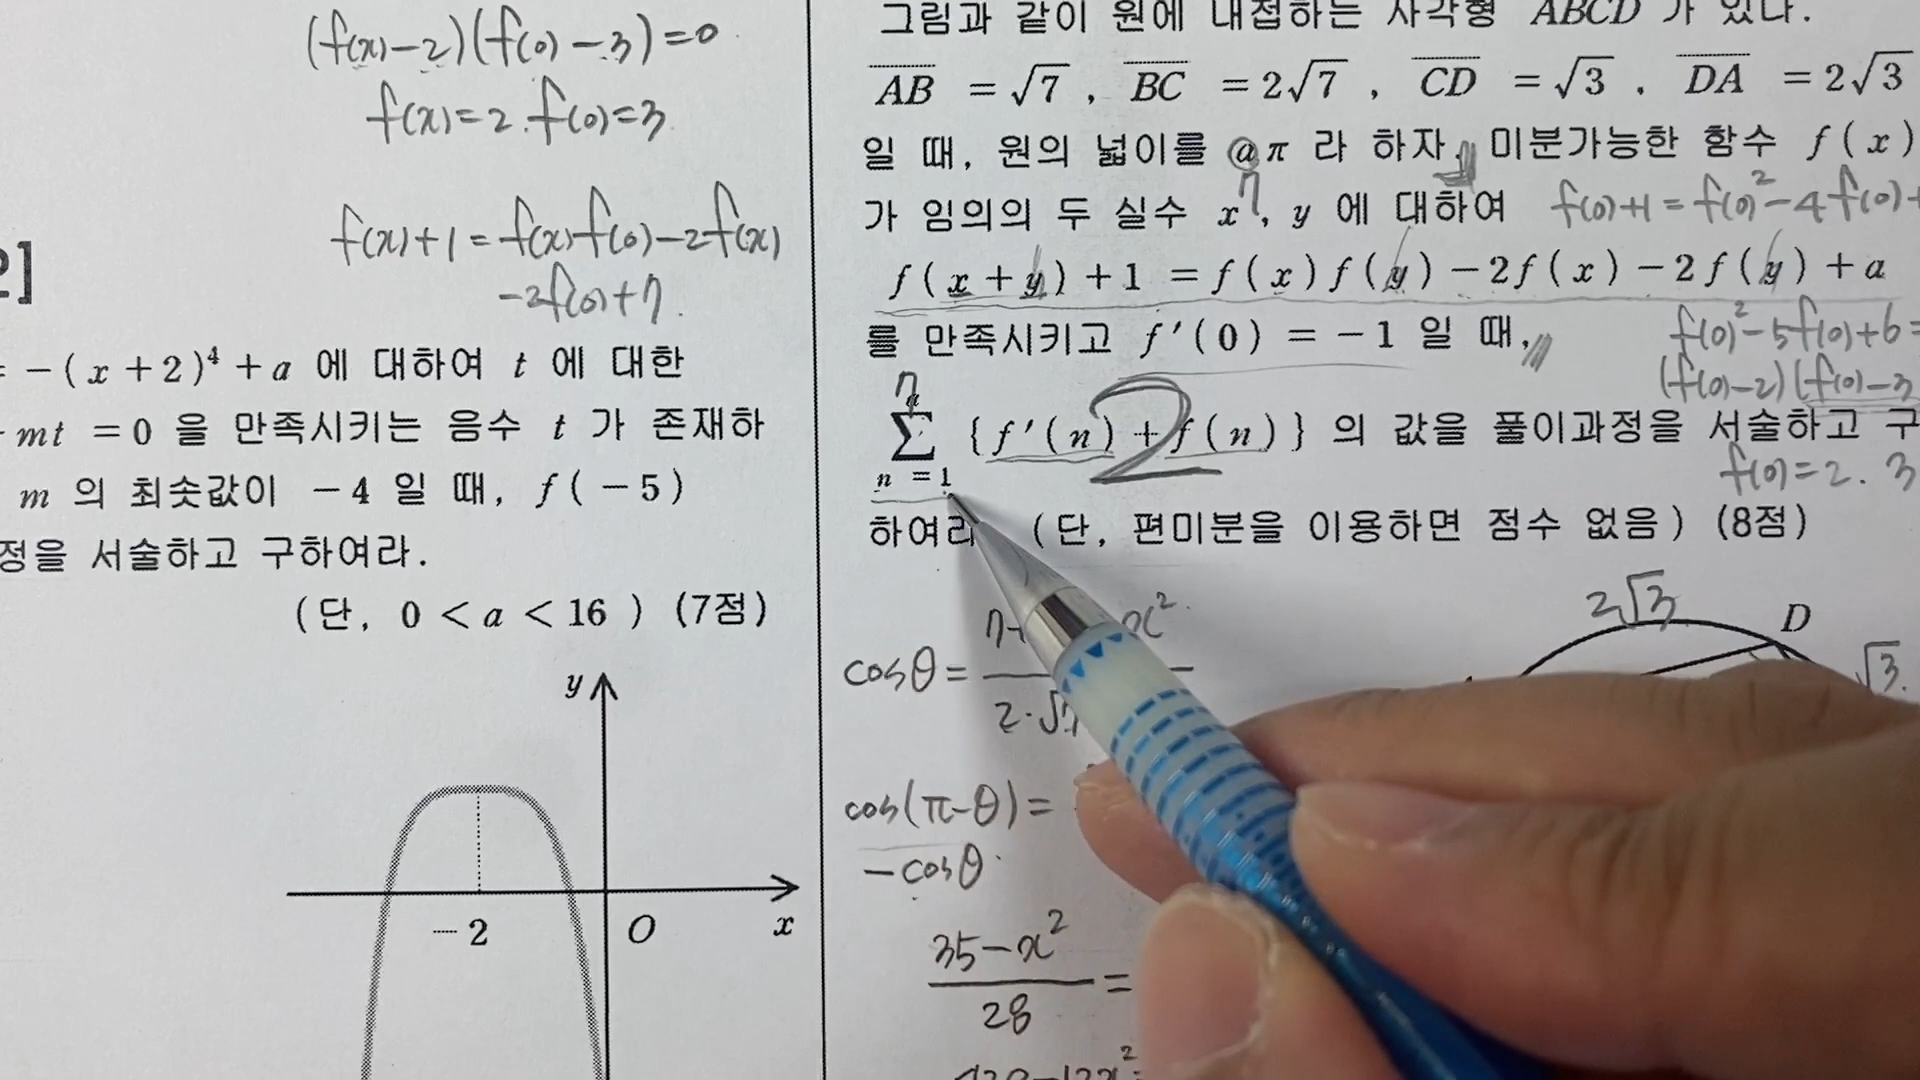 (f(x)-2)(f(0)-3)=0
f(x)=2. f(0)=3
f(x)+1=f(x)f(0)-2f(x)
-2f(0)+7.
2]
= -(x+2)⁴+a 에 대하여 t 에 대한
mt = 0 을 만족시키는 음수 t 가 존재하
m 의 최솟값이 -4 일 때, f(-5)
정을 서술하고 구하여라.
(단, 0 < a < 16 ) (7점)
y
-2 O x
그림과 같이 원에 내접하는 사각형 ABCD 가 있다.
AB = √7 , BC = 2√7 , CD = √3 , DA = 2√3
일 때, 원의 넓이를 aπ 라 하자. 미분가능한 함수 f(x)
7
가 임의의 두 실수 x, y 에 대하여 f(0)+1=f(0)²-4f(0)+
f(x+y)+1 = f(x)f(y)-2f(x)-2f(y)+a
를 만족시키고 f'(0) = -1 일 때,
f(0)²-5f(0)+6=
(f(0)-2)(f(0)-3
7
a
∑ {f'(n)+f(n)} 의 값을 풀이과정을 서술하고 구
2
n = 1
f(0)=2. 3
하여라 (단, 편미분을 이용하면 점수 없음) (8점)
2√3 D
√3.
cosθ=
7+ x²
2·√7
cos(π-θ)=
-cosθ
35-x²
28
=